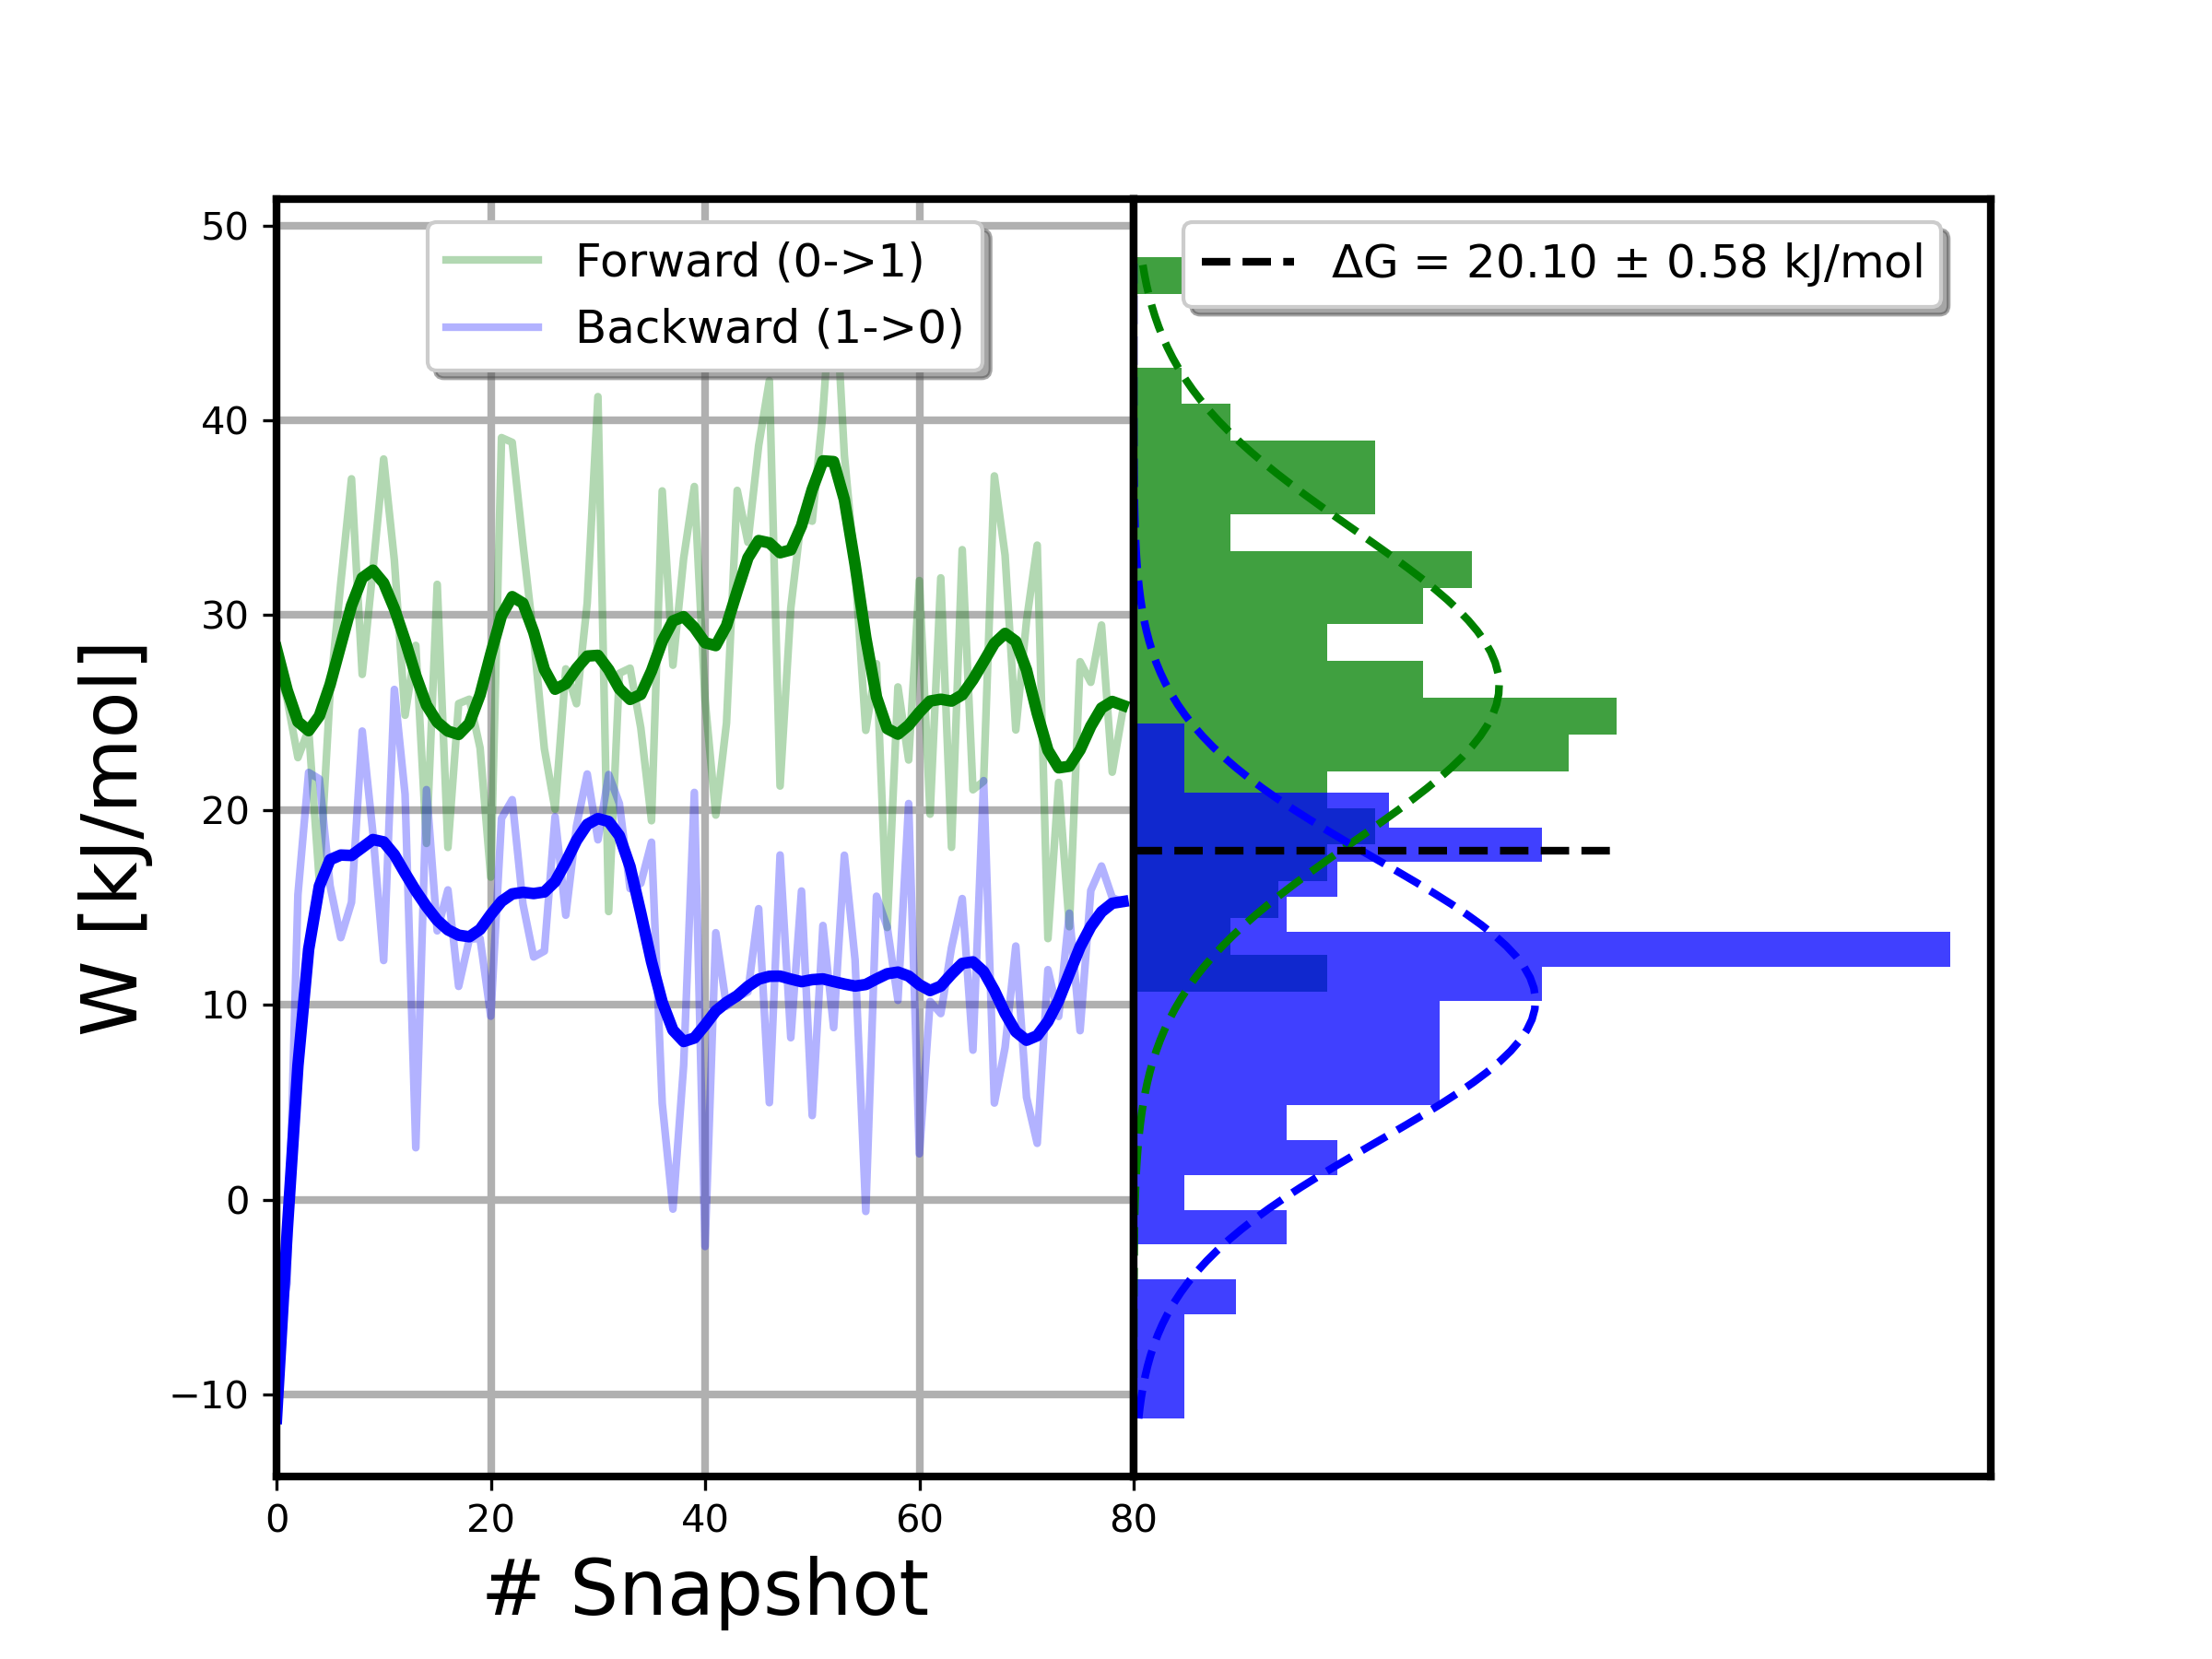 50
40
30
20
10
0
−10
W [kJ/mol]
Forward (0->1)
Backward (1->0)
ΔG = 20.10 ± 0.58 kJ/mol
0 20 40 60 80
# Snapshot